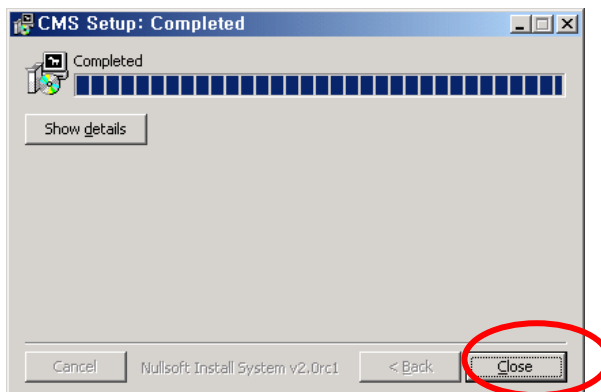 CMS Setup: Completed
Completed
Show details
Cancel Nullsoft Install System v2.0rc1 < Back Close